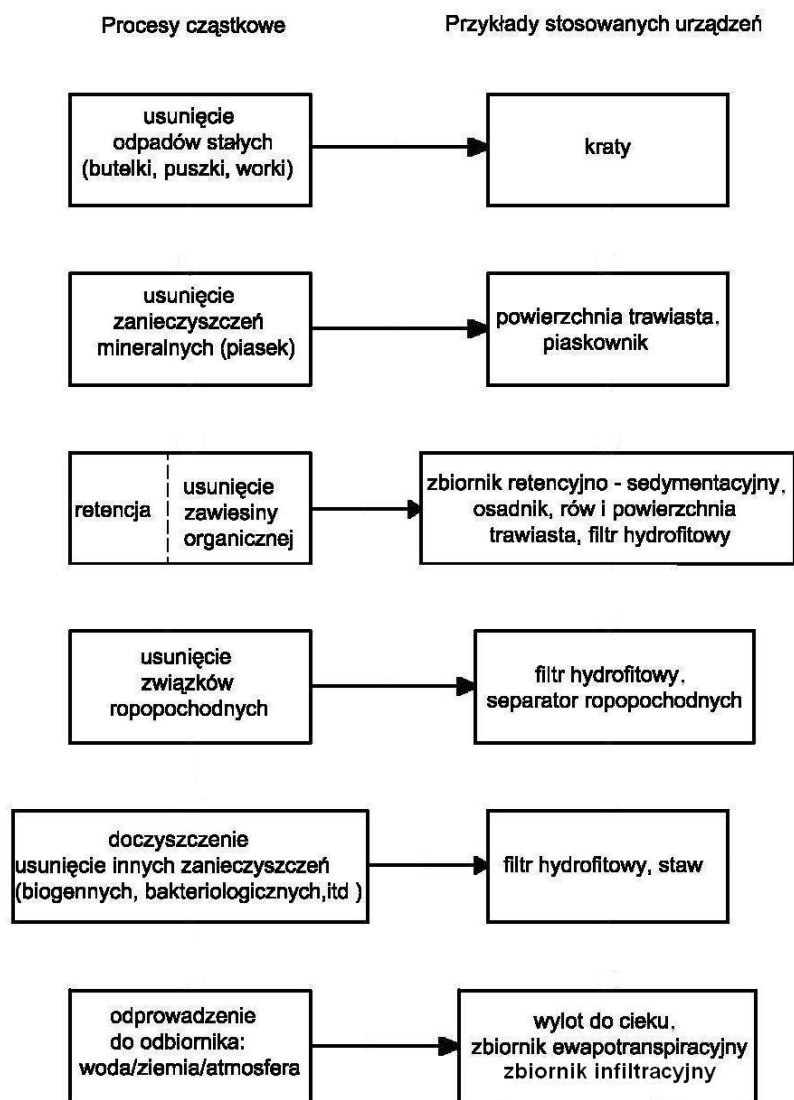 Procesy cząstkowe
Przykłady stosowanych urządzeń
usunięcie
odpadów stałych
(butelki, puszki, worki)
kraty
usunięcie
zanieczyszczeń
mineralnych (piasek)
powierzchnia trawiasta,
piaskownik
retencja
usunięcie
zawiesiny
organicznej
zbiornik retencyjno - sedymentacyjny,
osadnik, rów i powierzchnia
trawiasta, filtr hydrofitowy
usunięcie
związków
ropopochodnych
filtr hydrofitowy,
separator ropopochodnych
doczyszczenie
usunięcie innych zanieczyszczeń
(biogennych, bakteriologicznych,itd )
filtr hydrofitowy, staw
odprowadzenie
do odbiornika:
woda/ziemia/atmosfera
wylot do cieku,
zbiornik ewapotranspiracyjny
zbiornik infiltracyjny